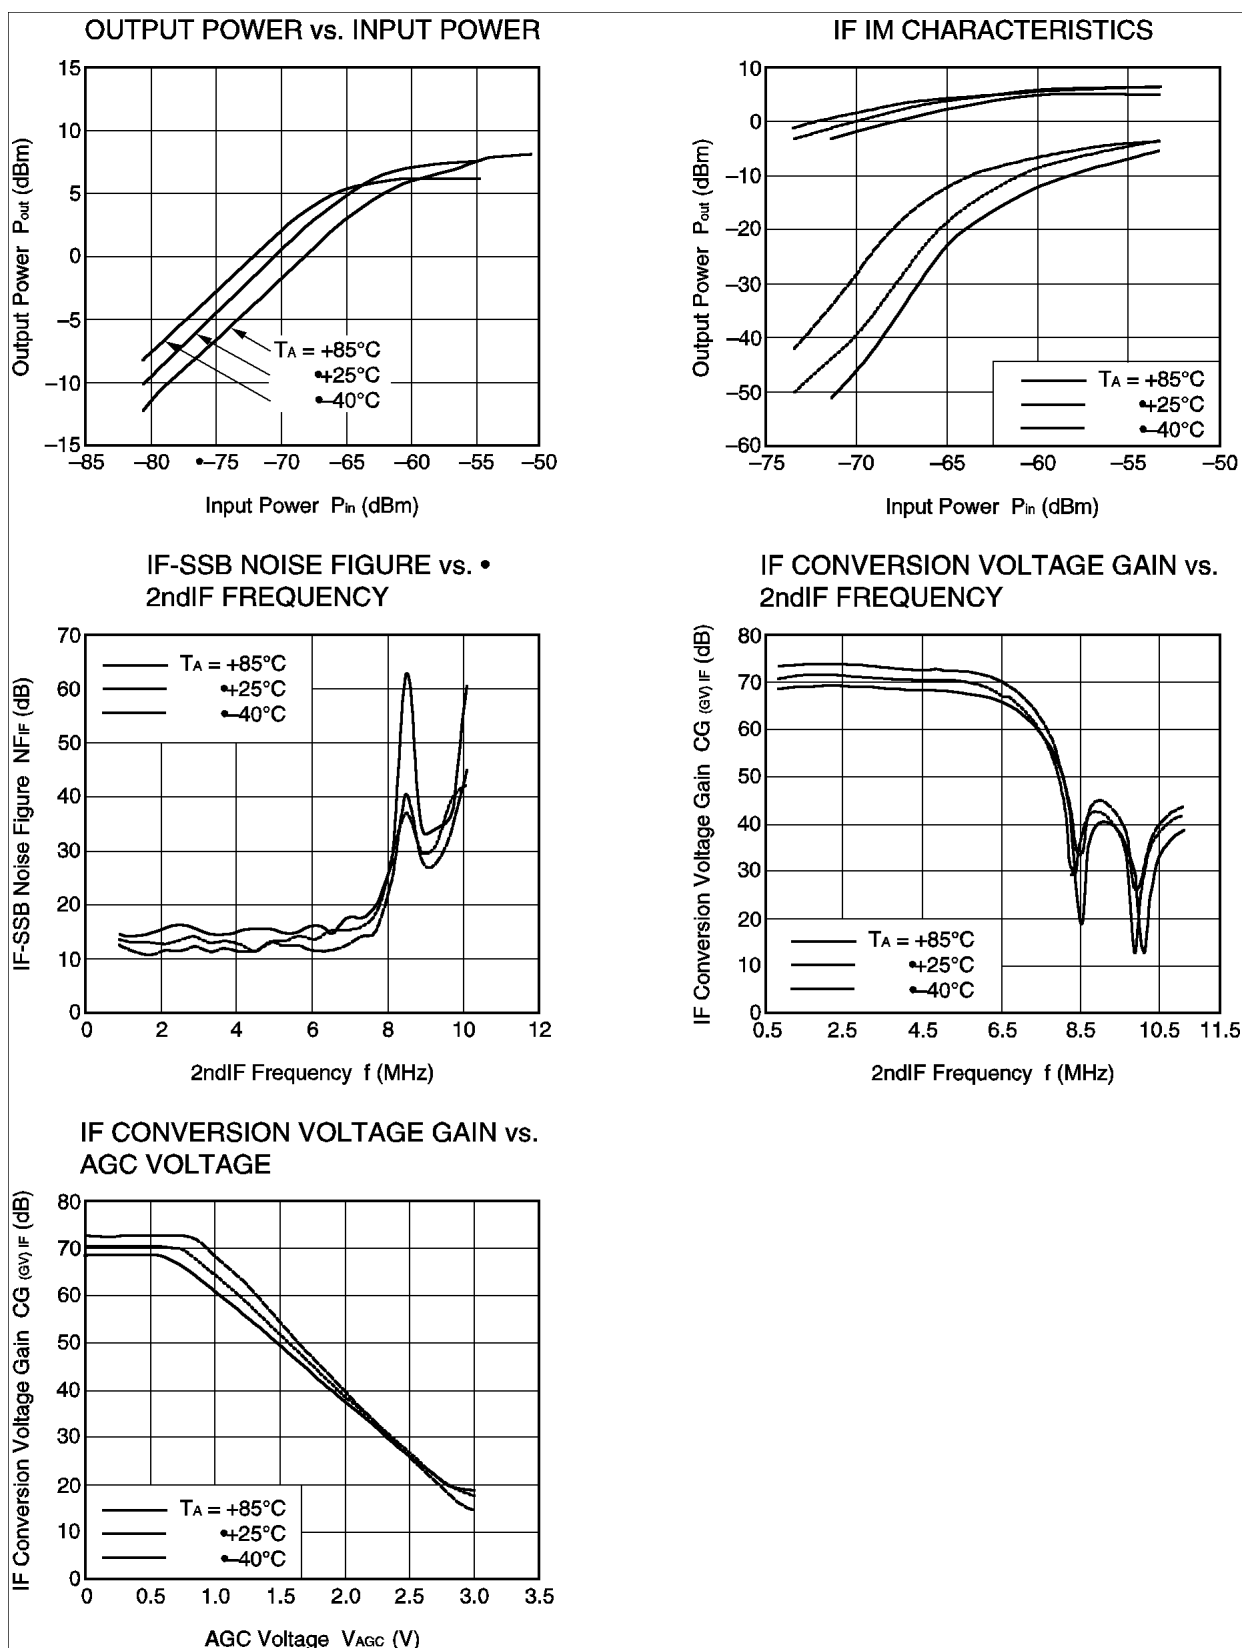 OUTPUT POWER vs. INPUT POWER
15
10
5
0
–5
–10
–15
Output Power Pout (dBm)
TA = +85°C
•+25°C
•–40°C
–85 –80 •–75 –70 –65 –60 –55 –50
Input Power Pin (dBm)
IF IM CHARACTERISTICS
10
0
–10
–20
–30
–40
–50
–60
Output Power Pout (dBm)
TA = +85°C
•+25°C
•–40°C
–75 –70 –65 –60 –55 –50
Input Power Pin (dBm)
IF-SSB NOISE FIGURE vs. •
2ndIF FREQUENCY
70
60
50
40
30
20
10
0
IF-SSB Noise Figure NFIF (dB)
TA = +85°C
•+25°C
•–40°C
0 2 4 6 8 10 12
2ndIF Frequency f (MHz)
IF CONVERSION VOLTAGE GAIN vs.
2ndIF FREQUENCY
80
70
60
50
40
30
20
10
0
IF Conversion Voltage Gain CG (GV) IF (dB)
TA = +85°C
•+25°C
•–40°C
0.5 2.5 4.5 6.5 8.5 10.5 11.5
2ndIF Frequency f (MHz)
IF CONVERSION VOLTAGE GAIN vs.
AGC VOLTAGE
80
70
60
50
40
30
20
10
0
IF Conversion Voltage Gain CG (GV) IF (dB)
TA = +85°C
•+25°C
•–40°C
0 0.5 1.0 1.5 2.0 2.5 3.0 3.5
AGC Voltage VAGC (V)